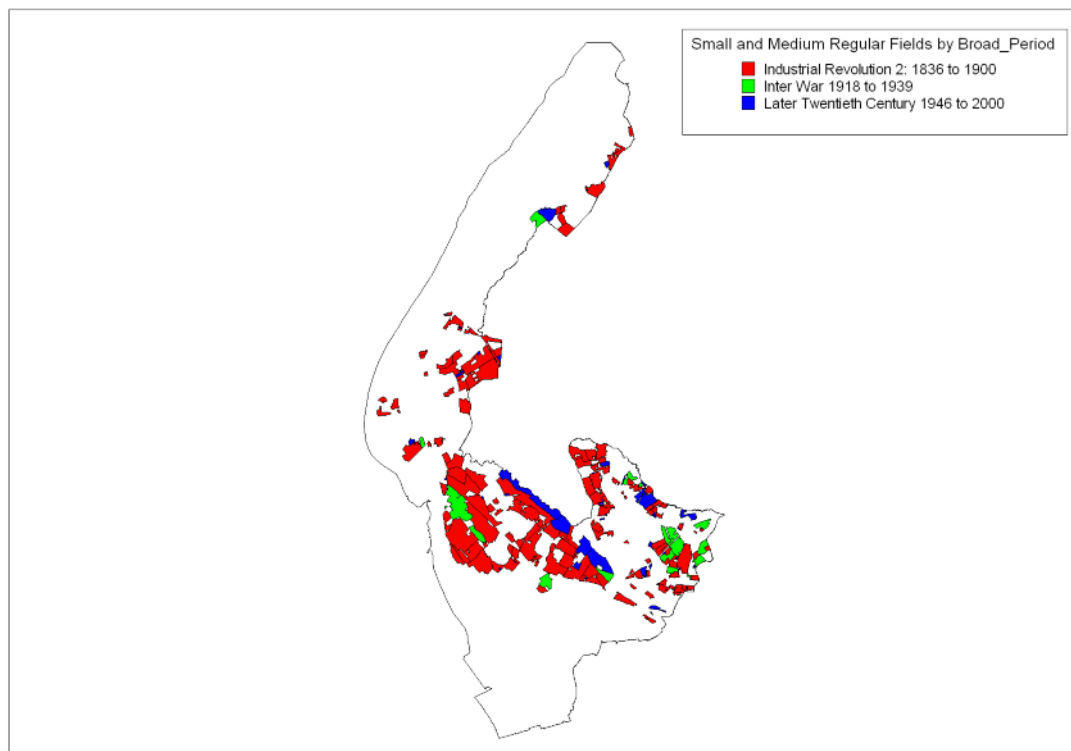 Small and Medium Regular Fields by Broad_Period
Industrial Revolution 2: 1836 to 1900
Inter War 1918 to 1939
Later Twentieth Century 1946 to 2000